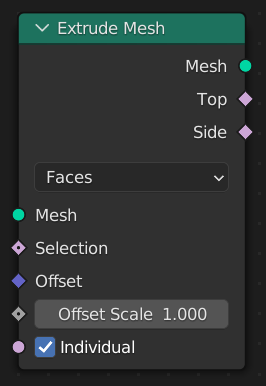 Extrude Mesh
Mesh
Top
Side
Faces
Mesh
Selection
Offset
Offset Scale 1.000
Individual